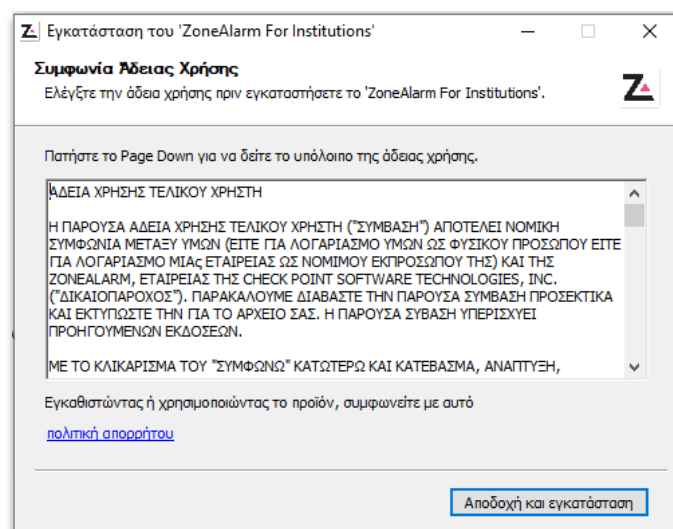 Εγκατάσταση του 'ZoneAlarm For Institutions'
Συμφωνία Άδειας Χρήσης
Ελέγξτε την άδεια χρήσης πριν εγκαταστήσετε το 'ZoneAlarm For Institutions'.
Πατήστε το Page Down για να δείτε το υπόλοιπο της άδειας χρήσης.
ΑΔΕΙΑ ΧΡΗΣΗΣ ΤΕΛΙΚΟΥ ΧΡΗΣΤΗ
Η ΠΑΡΟΥΣΑ ΑΔΕΙΑ ΧΡΗΣΗΣ ΤΕΛΙΚΟΥ ΧΡΗΣΤΗ ("ΣΥΜΒΑΣΗ") ΑΠΟΤΕΛΕΙ ΝΟΜΙΚΗ
ΣΥΜΦΩΝΙΑ ΜΕΤΑΞΥ ΥΜΩΝ (ΕΙΤΕ ΓΙΑ ΛΟΓΑΡΙΑΣΜΟ ΥΜΩΝ ΩΣ ΦΥΣΙΚΟΥ ΠΡΟΣΩΠΟΥ ΕΙΤΕ
ΓΙΑ ΛΟΓΑΡΙΑΣΜΟ ΜΙΑς ΕΤΑΙΡΕΙΑΣ ΩΣ ΝΟΜΙΜΟΥ ΕΚΠΡΟΣΩΠΟΥ ΤΗΣ) ΚΑΙ ΤΗΣ
ZONEALARM, ΕΤΑΙΡΕΙΑΣ ΤΗΣ CHECK POINT SOFTWARE TECHNOLOGIES, INC.
("ΔΙΚΑΙΟΠΑΡΟΧΟΣ"). ΠΑΡΑΚΑΛΟΥΜΕ ΔΙΑΒΑΣΤΕ ΤΗΝ ΠΑΡΟΥΣΑ ΣΥΜΒΑΣΗ ΠΡΟΣΕΚΤΙΚΑ
ΚΑΙ ΕΚΤΥΠΩΣΤΕ ΤΗΝ ΓΙΑ ΤΟ ΑΡΧΕΙΟ ΣΑΣ. Η ΠΑΡΟΥΣΑ ΣΥΒΑΣΗ ΥΠΕΡΙΣΧΥΕΙ
ΠΡΟΗΓΟΥΜΕΝΩΝ ΕΚΔΟΣΕΩΝ.
ΜΕ ΤΟ ΚΛΙΚΑΡΙΣΜΑ ΤΟΥ "ΣΥΜΦΩΝΩ" ΚΑΤΩΤΕΡΩ ΚΑΙ ΚΑΤΕΒΑΣΜΑ, ΑΝΑΠΤΥΞΗ,
Εγκαθιστώντας ή χρησιμοποιώντας το προϊόν, συμφωνείτε με αυτό
πολιτική απορρήτου
Αποδοχή και εγκατάσταση